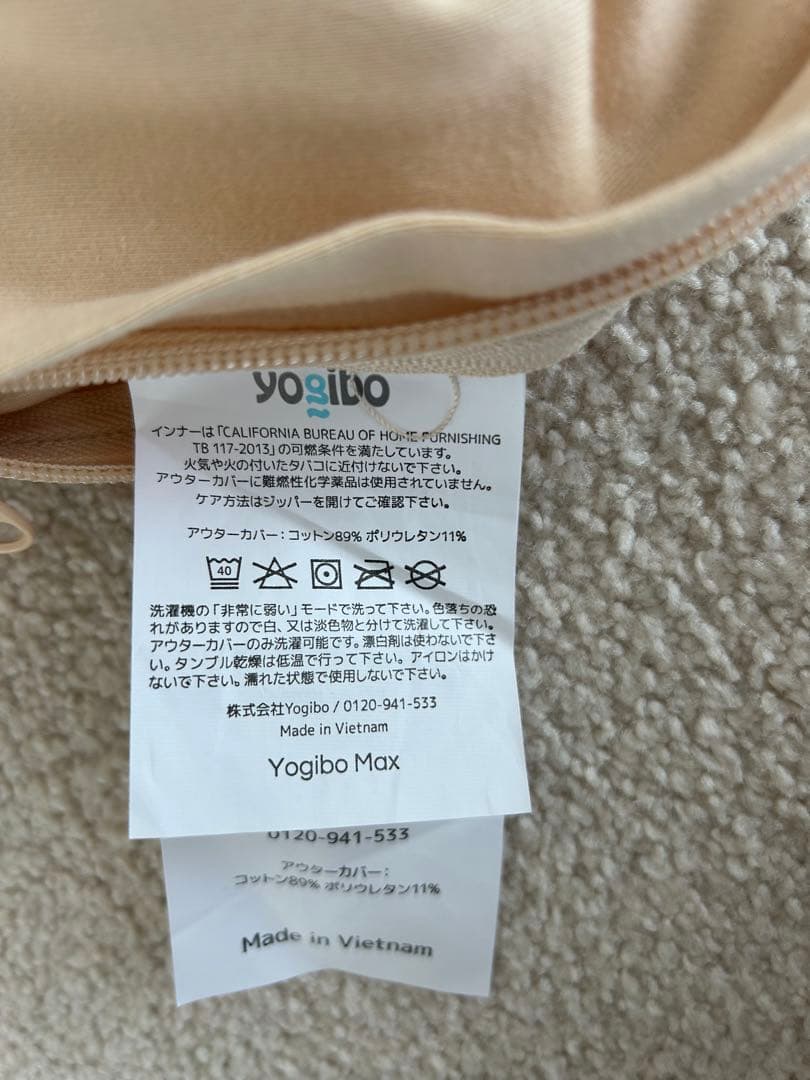 yogibo
インナーは「CALIFORNIA BUREAU OF HOME FURNISHING
TB 117-2013」の可燃条件を満たしています。
火気や火の付いたタバコに近付けないで下さい。
アウターカバーに難燃性化学薬品は使用されていません。
ケア方法はジッパーを開けてご確認下さい。
アウターカバー：コットン89% ポリウレタン11%
40
洗濯機の「非常に弱い」モードで洗って下さい。色落ちの恐
れがありますので白、又は淡色物と分けて洗濯して下さい。
アウターカバーのみ洗濯可能です。漂白剤は使わないで下さ
い。タンブル乾燥は低温で行って下さい。アイロンはかけ
ないで下さい。濡れた状態で使用しないで下さい。
株式会社Yogibo / 0120-941-533
Made in Vietnam
Yogibo Max
0120-941-533
アウターカバー：
コットン89% ポリウレタン11%
Made in Vietnam